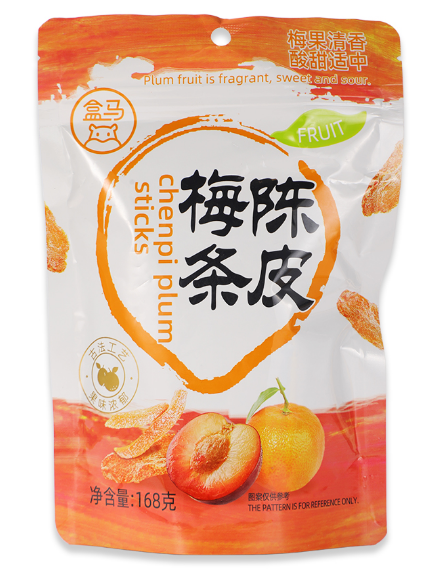 梅果清香
酸甜适中
Plum fruit is fragrant, sweet and sour.
盒马
FRUIT
陈皮
梅条
chenpi plum
sticks
古法工艺
果味浓郁
净含量:168克
图案仅供参考
THE PATTERN IS FOR REFERENCE ONLY.